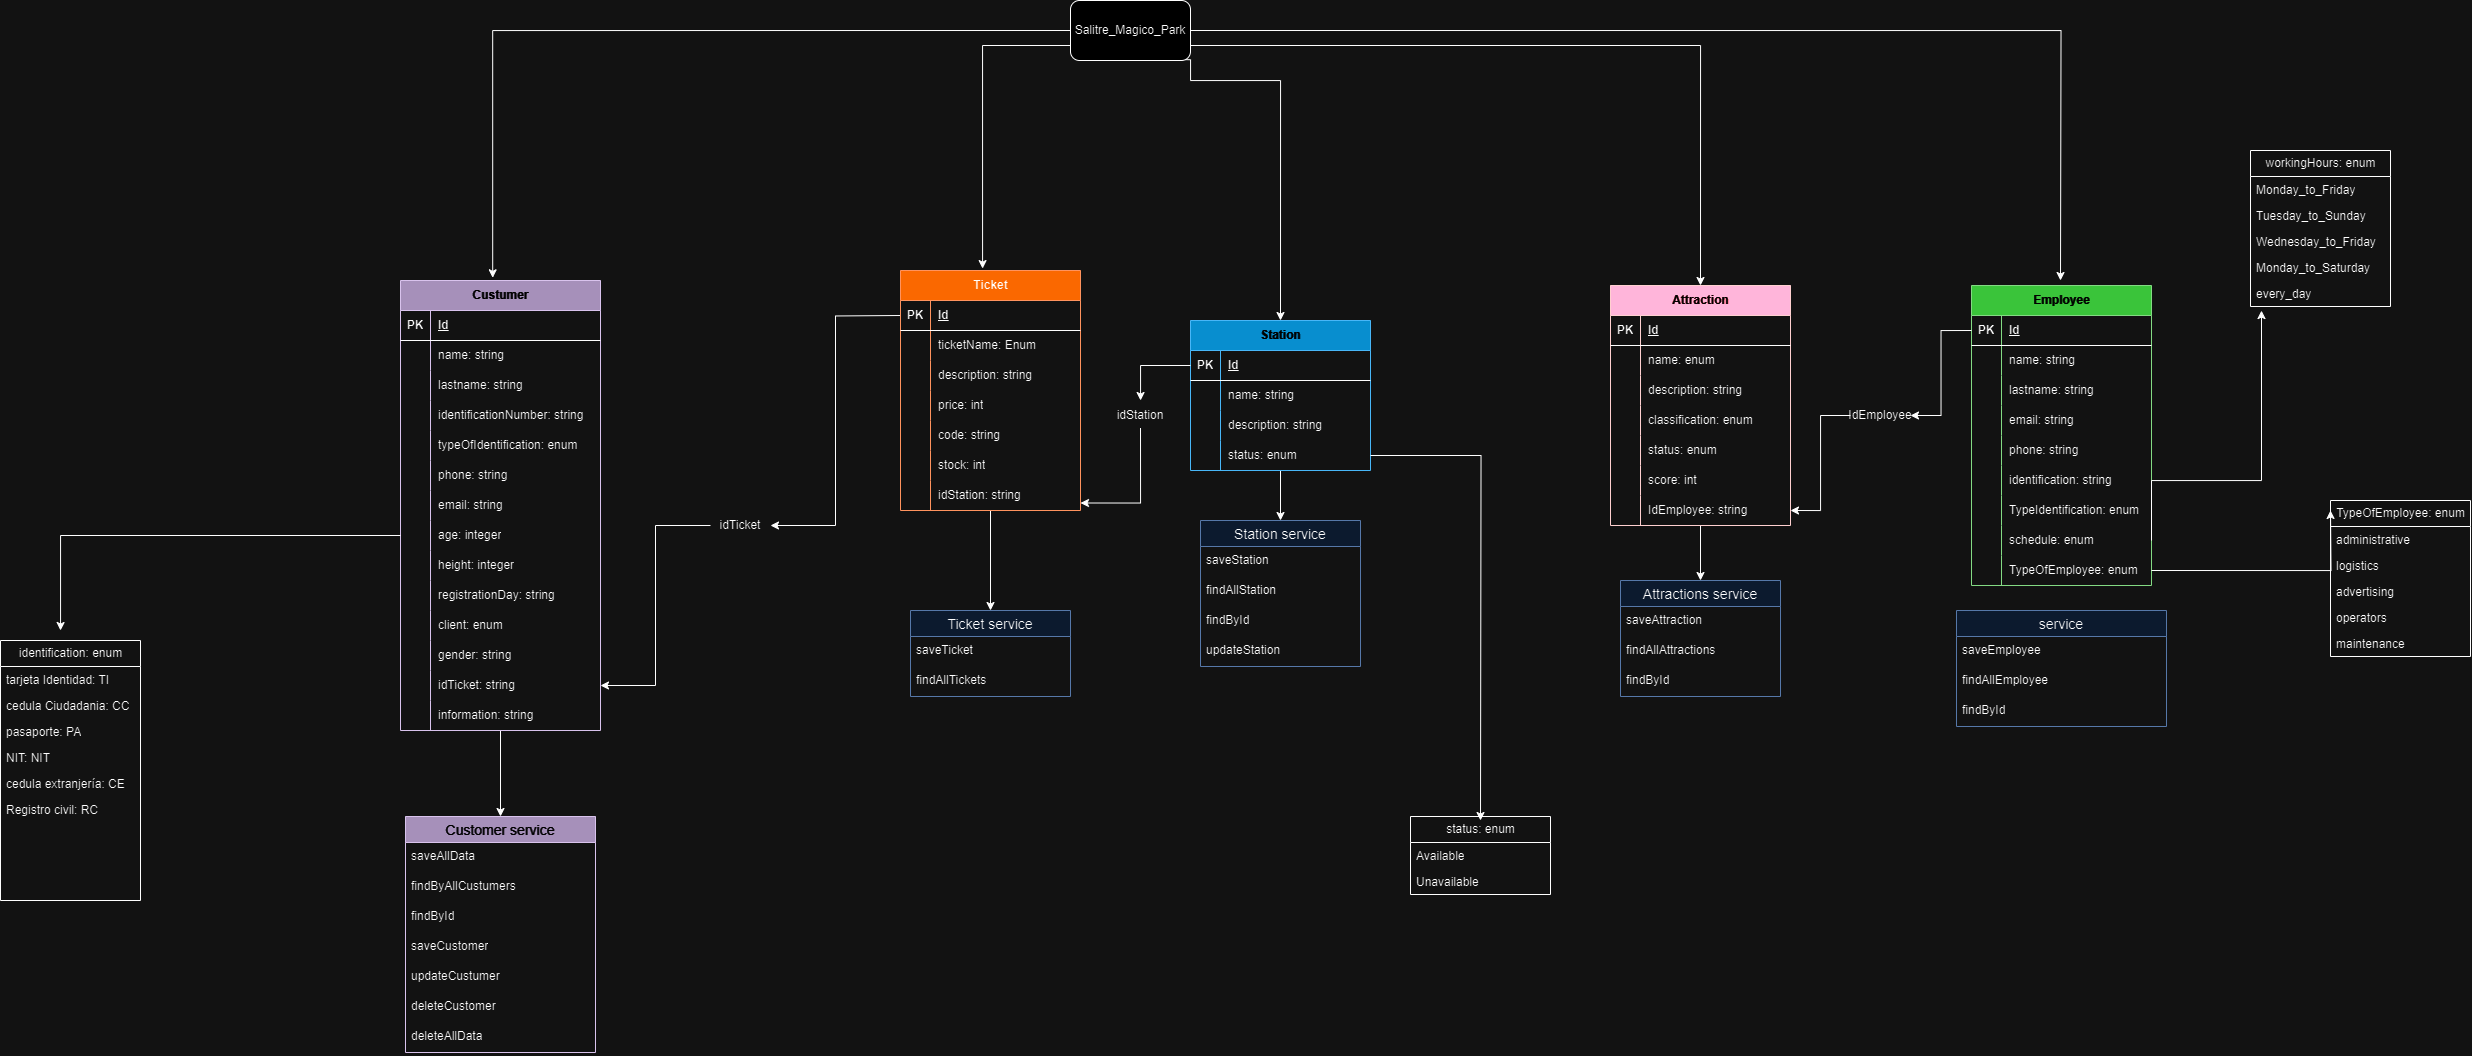 Salitre_Magico_Park
Custumer
PK Id
name: string
lastname: string
identificationNumber: string
typeOfIdentification: enum
phone: string
email: string
age: integer
height: integer
registrationDay: string
client: enum
gender: string
idTicket: string
information: string
identification: enum
tarjeta Identidad: TI
cedula Ciudadania: CC
pasaporte: PA
NIT: NIT
cedula extranjería: CE
Registro civil: RC
Customer service
saveAllData
findByAllCustumers
findById
saveCustomer
updateCustumer
deleteCustomer
deleteAllData
idTicket
Ticket
PK Id
ticketName: Enum
description: string
price: int
code: string
stock: int
idStation: string
Ticket service
saveTicket
findAllTickets
idStation
Station
PK Id
name: string
description: string
status: enum
Station service
saveStation
findAllStation
findById
updateStation
status: enum
Available
Unavailable
Attraction
PK Id
name: enum
description: string
classification: enum
status: enum
score: int
IdEmployee: string
Attractions service
saveAttraction
findAllAttractions
findById
IdEmployee
Employee
PK Id
name: string
lastname: string
email: string
phone: string
identification: string
TypeIdentification: enum
schedule: enum
TypeOfEmployee: enum
service
saveEmployee
findAllEmployee
findById
workingHours: enum
Monday_to_Friday
Tuesday_to_Sunday
Wednesday_to_Friday
Monday_to_Saturday
every_day
TypeOfEmployee: enum
administrative
logistics
advertising
operators
maintenance